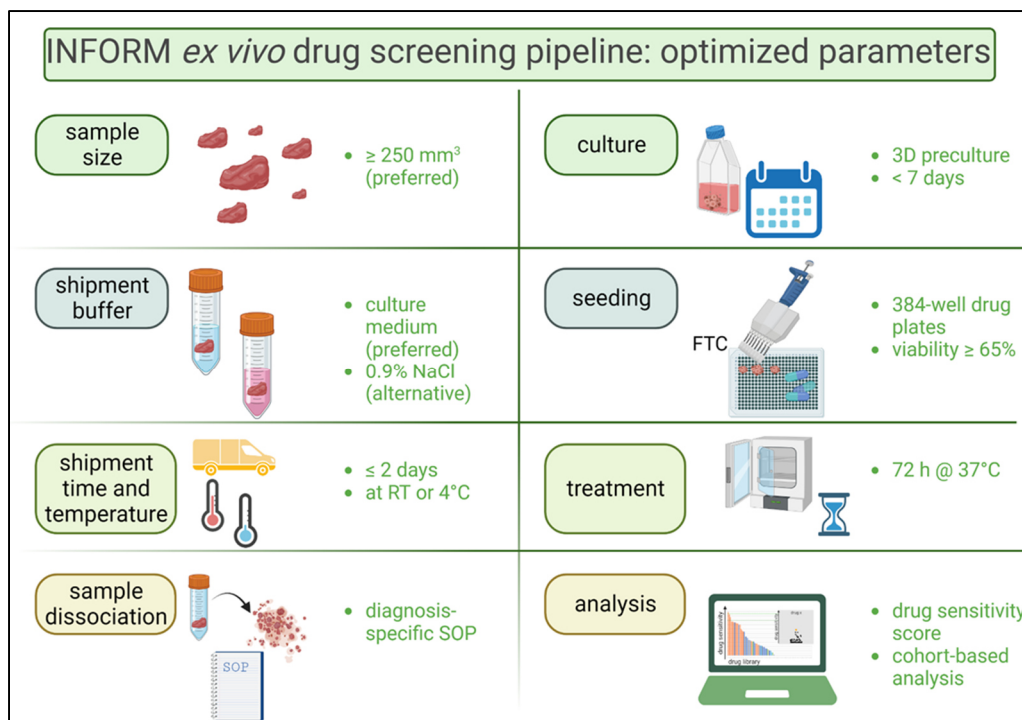 INFORM ex vivo drug screening pipeline: optimized parameters
sample
size
• ≥ 250 mm³
(preferred)
shipment
buffer
• culture
medium
(preferred)
• 0.9% NaCl
(alternative)
shipment
time and
temperature
• ≤ 2 days
• at RT or 4°C
sample
dissociation
SOP
• diagnosis-
specific SOP
culture
• 3D preculture
• < 7 days
seeding
FTC
• 384-well drug
plates
• viability ≥ 65%
treatment
• 72 h @ 37°C
analysis
drug sensitivity
drug library
• drug sensitivity
score
• cohort-based
analysis